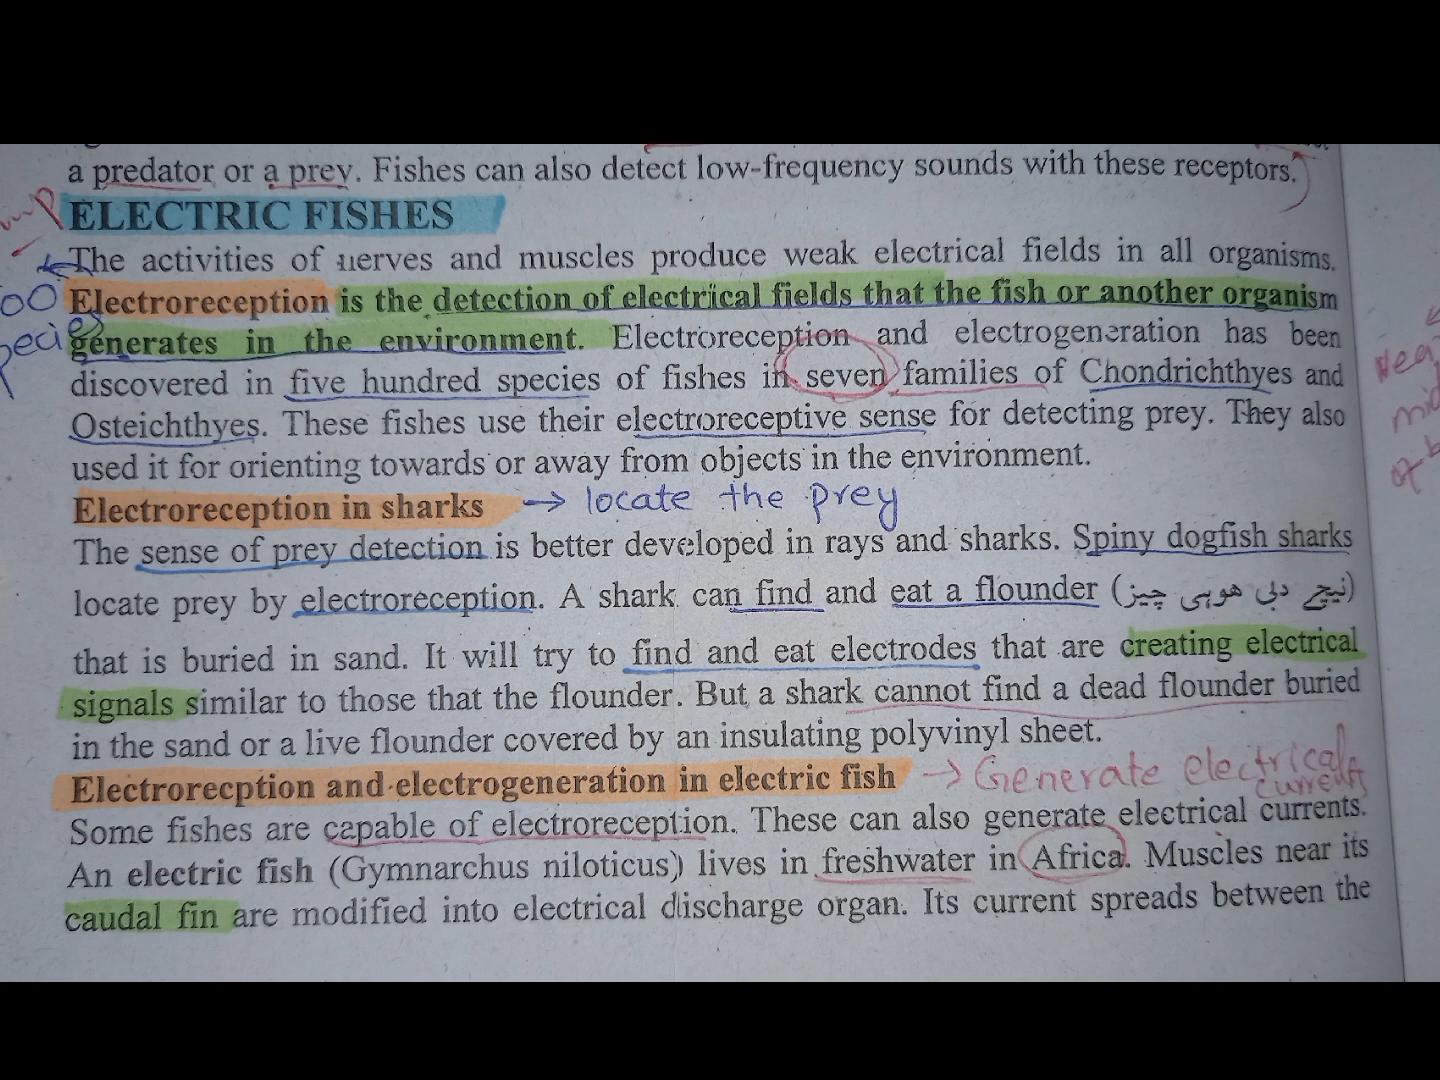 a predator or a prey. Fishes can also detect low-frequency sounds with these receptors.
ELECTRIC FISHES
The activities of nerves and muscles produce weak electrical fields in all organisms.
Electroreception is the detection of electrical fields that the fish or another organism
generates in the environment. Electroreception and electrogeneration has been
discovered in five hundred species of fishes in seven families of Chondrichthyes and
Osteichthyes. These fishes use their electroreceptive sense for detecting prey. They also
used it for orienting towards or away from objects in the environment.
Electroreception in sharks → locate the prey
The sense of prey detection is better developed in rays and sharks. Spiny dogfish sharks
locate prey by electroreception. A shark can find and eat a flounder (نیچے دبی ہوہی چیز)
that is buried in sand. It will try to find and eat electrodes that are creating electrical
signals similar to those that the flounder. But a shark cannot find a dead flounder buried
in the sand or a live flounder covered by an insulating polyvinyl sheet.
Electrorecption and electrogeneration in electric fish → Generate electrical currents
Some fishes are capable of electroreception. These can also generate electrical currents.
An electric fish (Gymnarchus niloticus) lives in freshwater in Africa. Muscles near its
caudal fin are modified into electrical discharge organ. Its current spreads between the